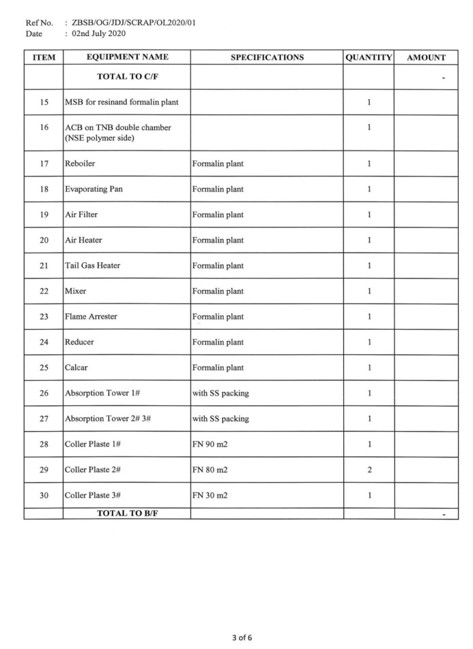 Ref No. : ZBSB/OG/JDJ/SCRAP/OL2020/01
Date : 02nd July 2020
ITEM EQUIPMENT NAME SPECIFICATIONS QUANTITY AMOUNT
TOTAL TO C/F -
15 MSB for resinand formalin plant 1
16 ACB on TNB double chamber 1
(NSE polymer side)
17 Reboiler Formalin plant 1
18 Evaporating Pan Formalin plant 1
19 Air Filter Formalin plant 1
20 Air Heater Formalin plant 1
21 Tail Gas Heater Formalin plant 1
22 Mixer Formalin plant 1
23 Flame Arrester Formalin plant 1
24 Reducer Formalin plant 1
25 Calcar Formalin plant 1
26 Absorption Tower 1# with SS packing 1
27 Absorption Tower 2# 3# with SS packing 1
28 Coller Plaste 1# FN 90 m2 1
29 Coller Plaste 2# FN 80 m2 2
30 Coller Plaste 3# FN 30 m2 1
TOTAL TO B/F -
3 of 6